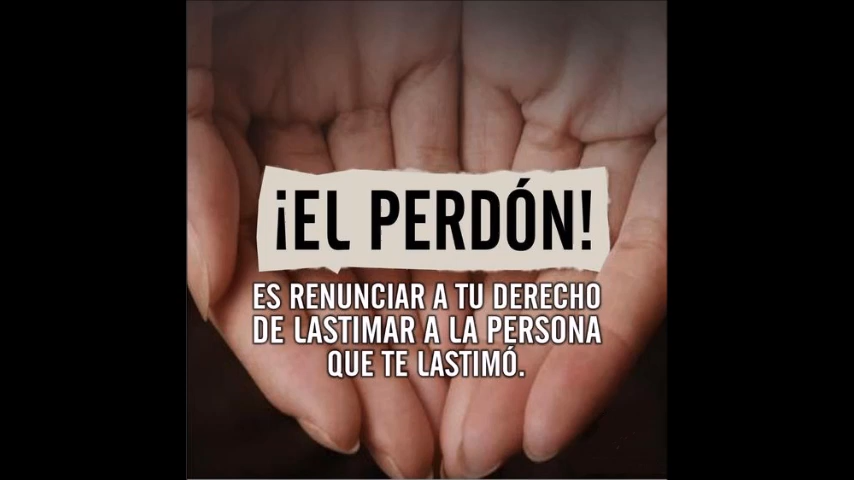 ¡EL PERDÓN!
ES RENUNCIAR A TU DERECHO
DE LASTIMAR A LA PERSONA
QUE TE LASTIMÓ.